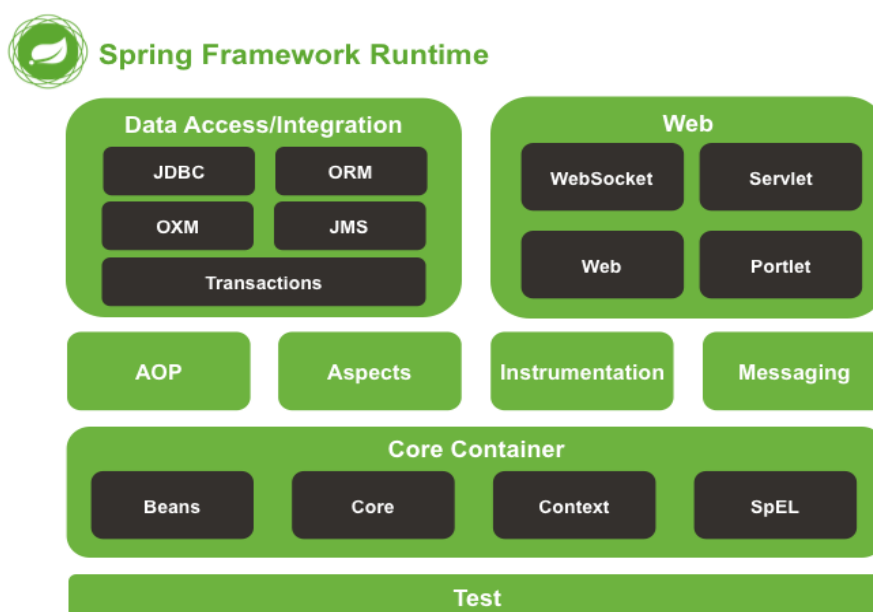 Spring Framework Runtime
Data Access/Integration
JDBC
ORM
OXM
JMS
Transactions
Web
WebSocket
Servlet
Web
Portlet
AOP
Aspects
Instrumentation
Messaging
Core Container
Beans
Core
Context
SpEL
Test